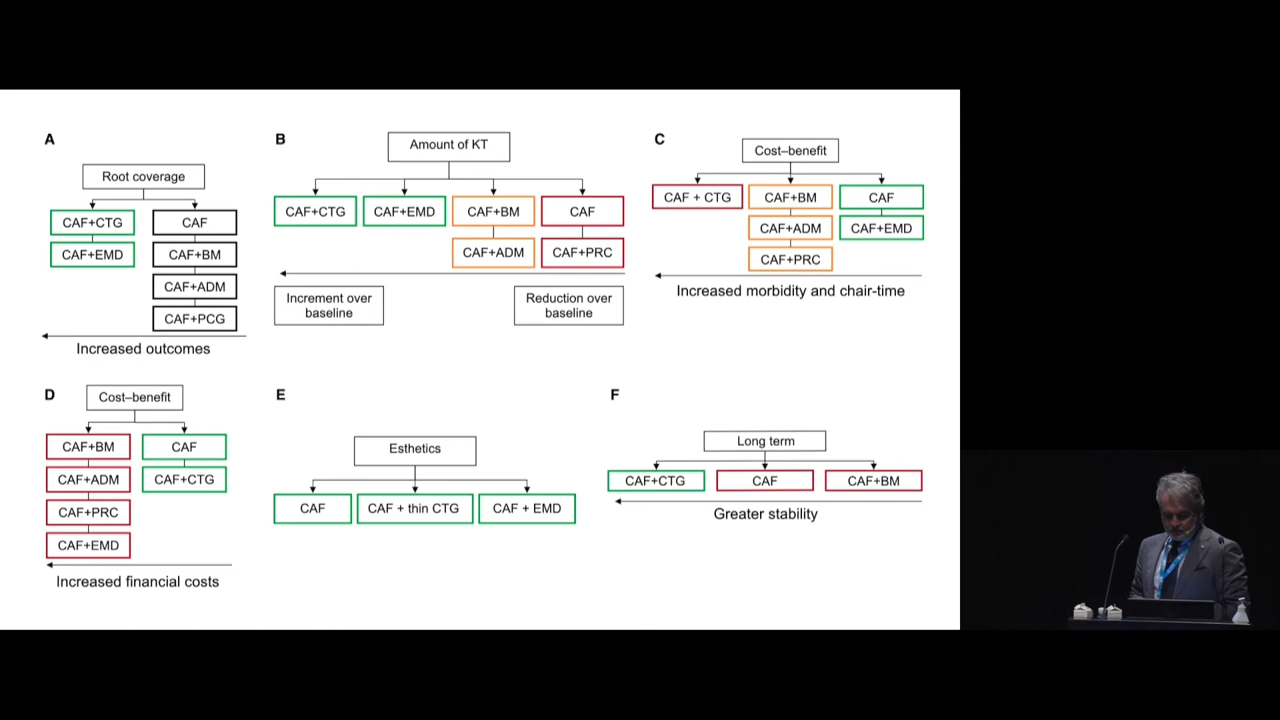 A
Root coverage
CAF+CTG
CAF
CAF+EMD
CAF+BM
CAF+ADM
CAF+PCG
Increased outcomes
B
Amount of KT
CAF+CTG
CAF+EMD
CAF+BM
CAF
CAF+ADM
CAF+PRC
Increment over
baseline
Reduction over
baseline
C
Cost–benefit
CAF + CTG
CAF+BM
CAF
CAF+ADM
CAF+EMD
CAF+PRC
Increased morbidity and chair-time
D
Cost–benefit
CAF+BM
CAF
CAF+ADM
CAF+CTG
CAF+PRC
CAF+EMD
Increased financial costs
E
Esthetics
CAF
CAF + thin CTG
CAF + EMD
F
Long term
CAF+CTG
CAF
CAF+BM
Greater stability